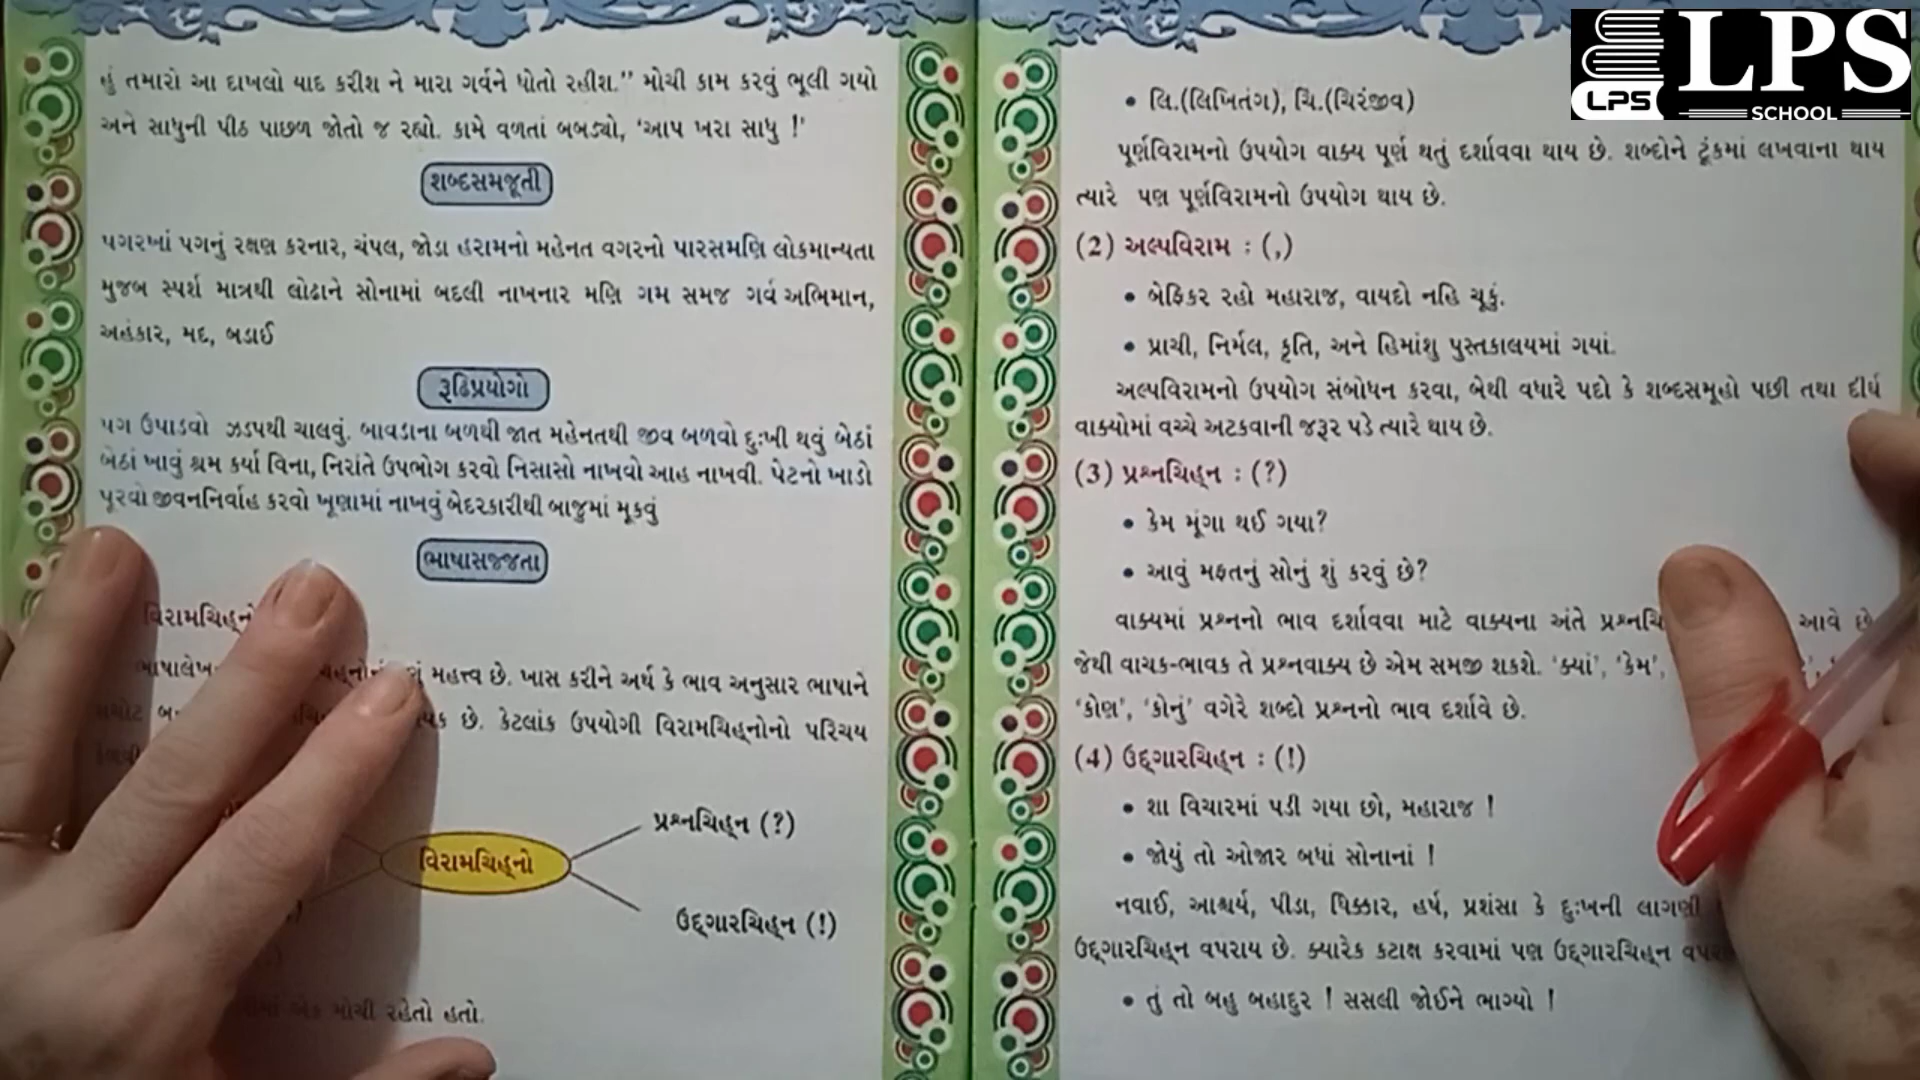 હું તમારો આ દાખલો યાદ કરીશ ને મારા ગર્વને ધોતો રહીશ.” મોચી કામ કરવું ભૂલી ગયો
અને સાધુની પીઠ પાછળ જોતો જ રહ્યો. કામે વળતાં બબડ્યો, ‘આપ ખરા સાધુ !’
શબ્દસમજૂતી
પગરખાં પગનું રક્ષણ કરનાર, ચંપલ, જોડા હરામનો મહેનત વગરનો પારસમણિ લોકમાન્યતા
મુજબ સ્પર્શ માત્રથી લોઢાને સોનામાં બદલી નાખનાર મણિ ગમ સમજ ગર્વ અભિમાન,
અહંકાર, મદ, બડાઈ
રૂઢિપ્રયોગો
પગ ઉપાડવો ઝડપથી ચાલવું. બાવડાના બળથી જાત મહેનતથી જીવ બળવો દુઃખી થવું બેઠાં
બેઠાં ખાવું શ્રમ કર્યા વિના, નિરાંતે ઉપભોગ કરવો નિસાસો નાખવો આહ નાખવી. પેટનો ખાડો
પૂરવો જીવનનિર્વાહ કરવો ખૂણામાં નાખવું બેદરકારીથી બાજુમાં મૂકવું
ભાષાસજ્જતા
વિરામચિહ્નો
મહત્ત્વ છે. ખાસ કરીને અર્થ કે ભાવ અનુસાર ભાષાને
છે. કેટલાંક ઉપયોગી વિરામચિહ્નોનો પરિચય
પ્રશ્નચિહ્ન (?)
વિરામચિહ્નો
ઉદ્ગારચિહ્ન (!)
એક મોચી રહેતો હતો.
• લિ.(લિખિતંગ), ચિ.(ચિરંજીવ)
પૂર્ણવિરામનો ઉપયોગ વાક્ય પૂર્ણ થતું દર્શાવવા થાય છે. શબ્દોને ટૂંકમાં લખવાના થાય
ત્યારે પણ પૂર્ણવિરામનો ઉપયોગ થાય છે.
(2) અલ્પવિરામ : (,)
• બેફિકર રહો મહારાજ, વાયદો નહિ ચૂકું.
• પ્રાચી, નિર્મલ, કૃતિ, અને હિમાંશુ પુસ્તકાલયમાં ગયાં.
અલ્પવિરામનો ઉપયોગ સંબોધન કરવા, બેથી વધારે પદો કે શબ્દસમૂહો પછી તથા દીર્ઘ
વાક્યોમાં વચ્ચે અટકવાની જરૂર પડે ત્યારે થાય છે.
(3) પ્રશ્નચિહ્ન : (?)
• કેમ મૂંગા થઈ ગયા?
• આવું મફતનું સોનું શું કરવું છે?
વાક્યમાં પ્રશ્નનો ભાવ દર્શાવવા માટે વાક્યના અંતે આવે છે
જેથી વાચક-ભાવક તે પ્રશ્નવાક્ય છે એમ સમજી શકશે. ‘ક્યાં’, ‘કેમ’,
‘કોણ’, ‘કોનું’ વગેરે શબ્દો પ્રશ્નનો ભાવ દર્શાવે છે.
(4) ઉદ્ગારચિહ્ન : (!)
• શા વિચારમાં પડી ગયા છો, મહારાજ !
• જોયું તો ઓજાર બધાં સોનાનાં !
નવાઈ, આશ્ચર્ય, પીડા, ધિક્કાર, હર્ષ, પ્રશંસા કે દુઃખની લાગણી
ઉદ્ગારચિહ્ન વપરાય છે. ક્યારેક કટાક્ષ કરવામાં પણ ઉદ્ગારચિહ્ન
• તું તો બહુ બહાદુર ! સસલી જોઈને ભાગ્યો !
LPS
LPS
SCHOOL